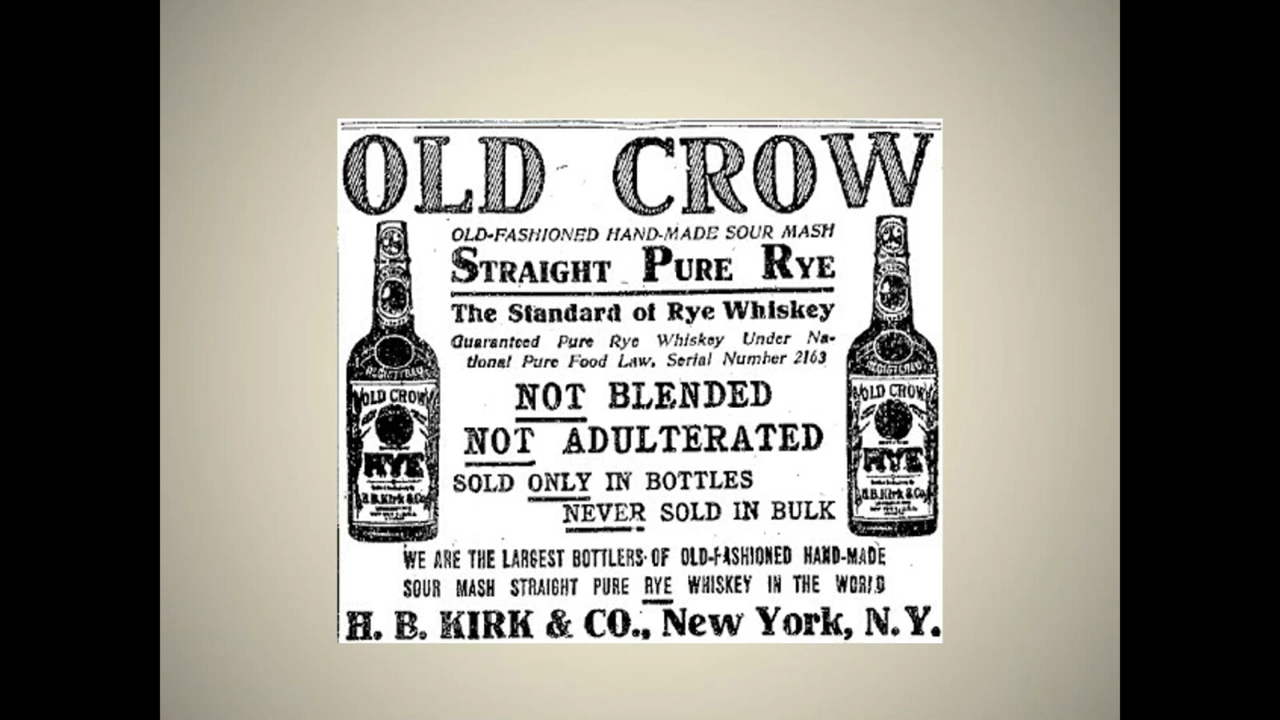 OLD CROW
OLD-FASHIONED HAND-MADE SOUR MASH
STRAIGHT PURE RYE
The Standard of Rye Whiskey
Guaranteed Pure Rye Whiskey Under Na-
tional Pure Food Law, Serial Number 2163
NOT BLENDED
NOT ADULTERATED
SOLD ONLY IN BOTTLES
NEVER SOLD IN BULK
REGISTERED
OLD CROW
RYE
H.B. Kirk & Co
REGISTERED
OLD CROW
RYE
H.B. Kirk & Co
WE ARE THE LARGEST BOTTLERS OF OLD-FASHIONED HAND-MADE
SOUR MASH STRAIGHT PURE RYE WHISKEY IN THE WORLD
H. B. KIRK & CO., New York, N.Y.